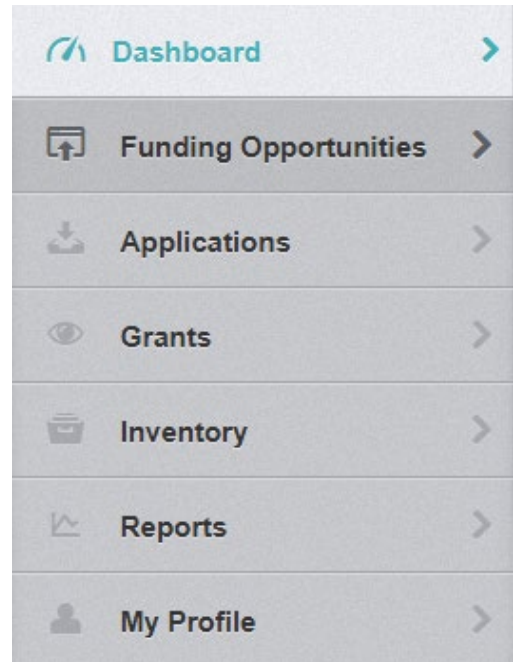 Dashboard
Funding Opportunities
Applications
Grants
Inventory
Reports
My Profile